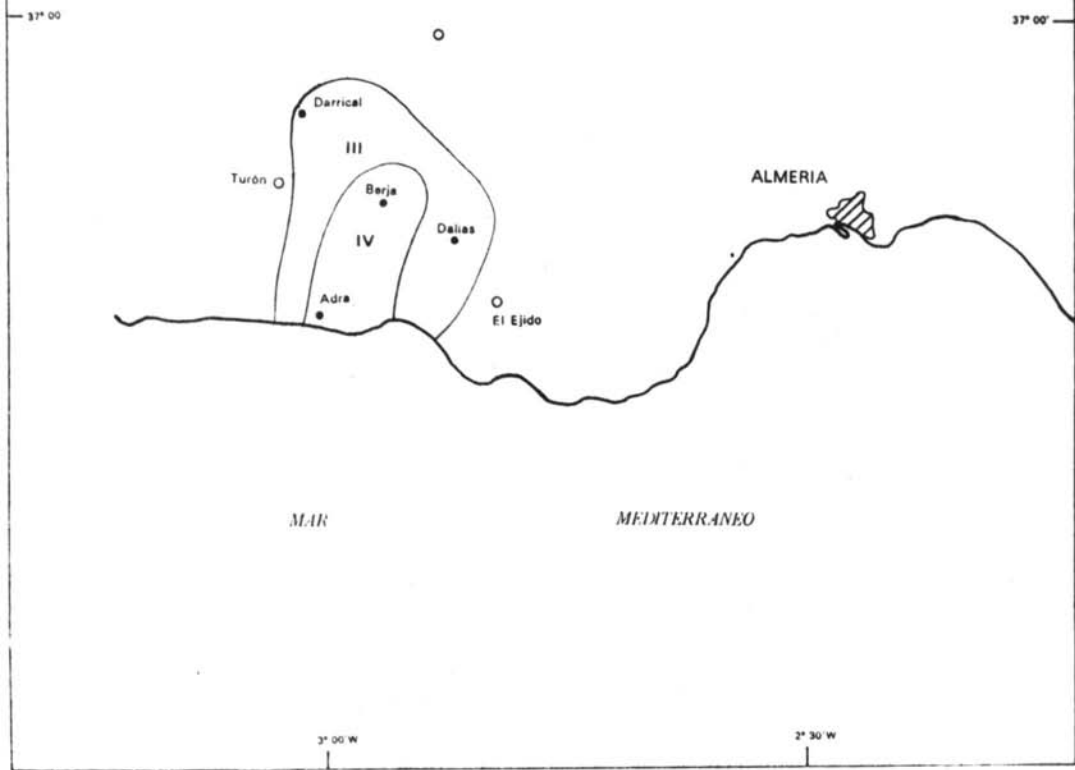 37° 00
37° 00'
Darrical
III
Turón
Berja
ALMERIA
Dalias
IV
Adra
El Ejido
MAR MEDITERRANEO
3° 00' W
2° 30' W